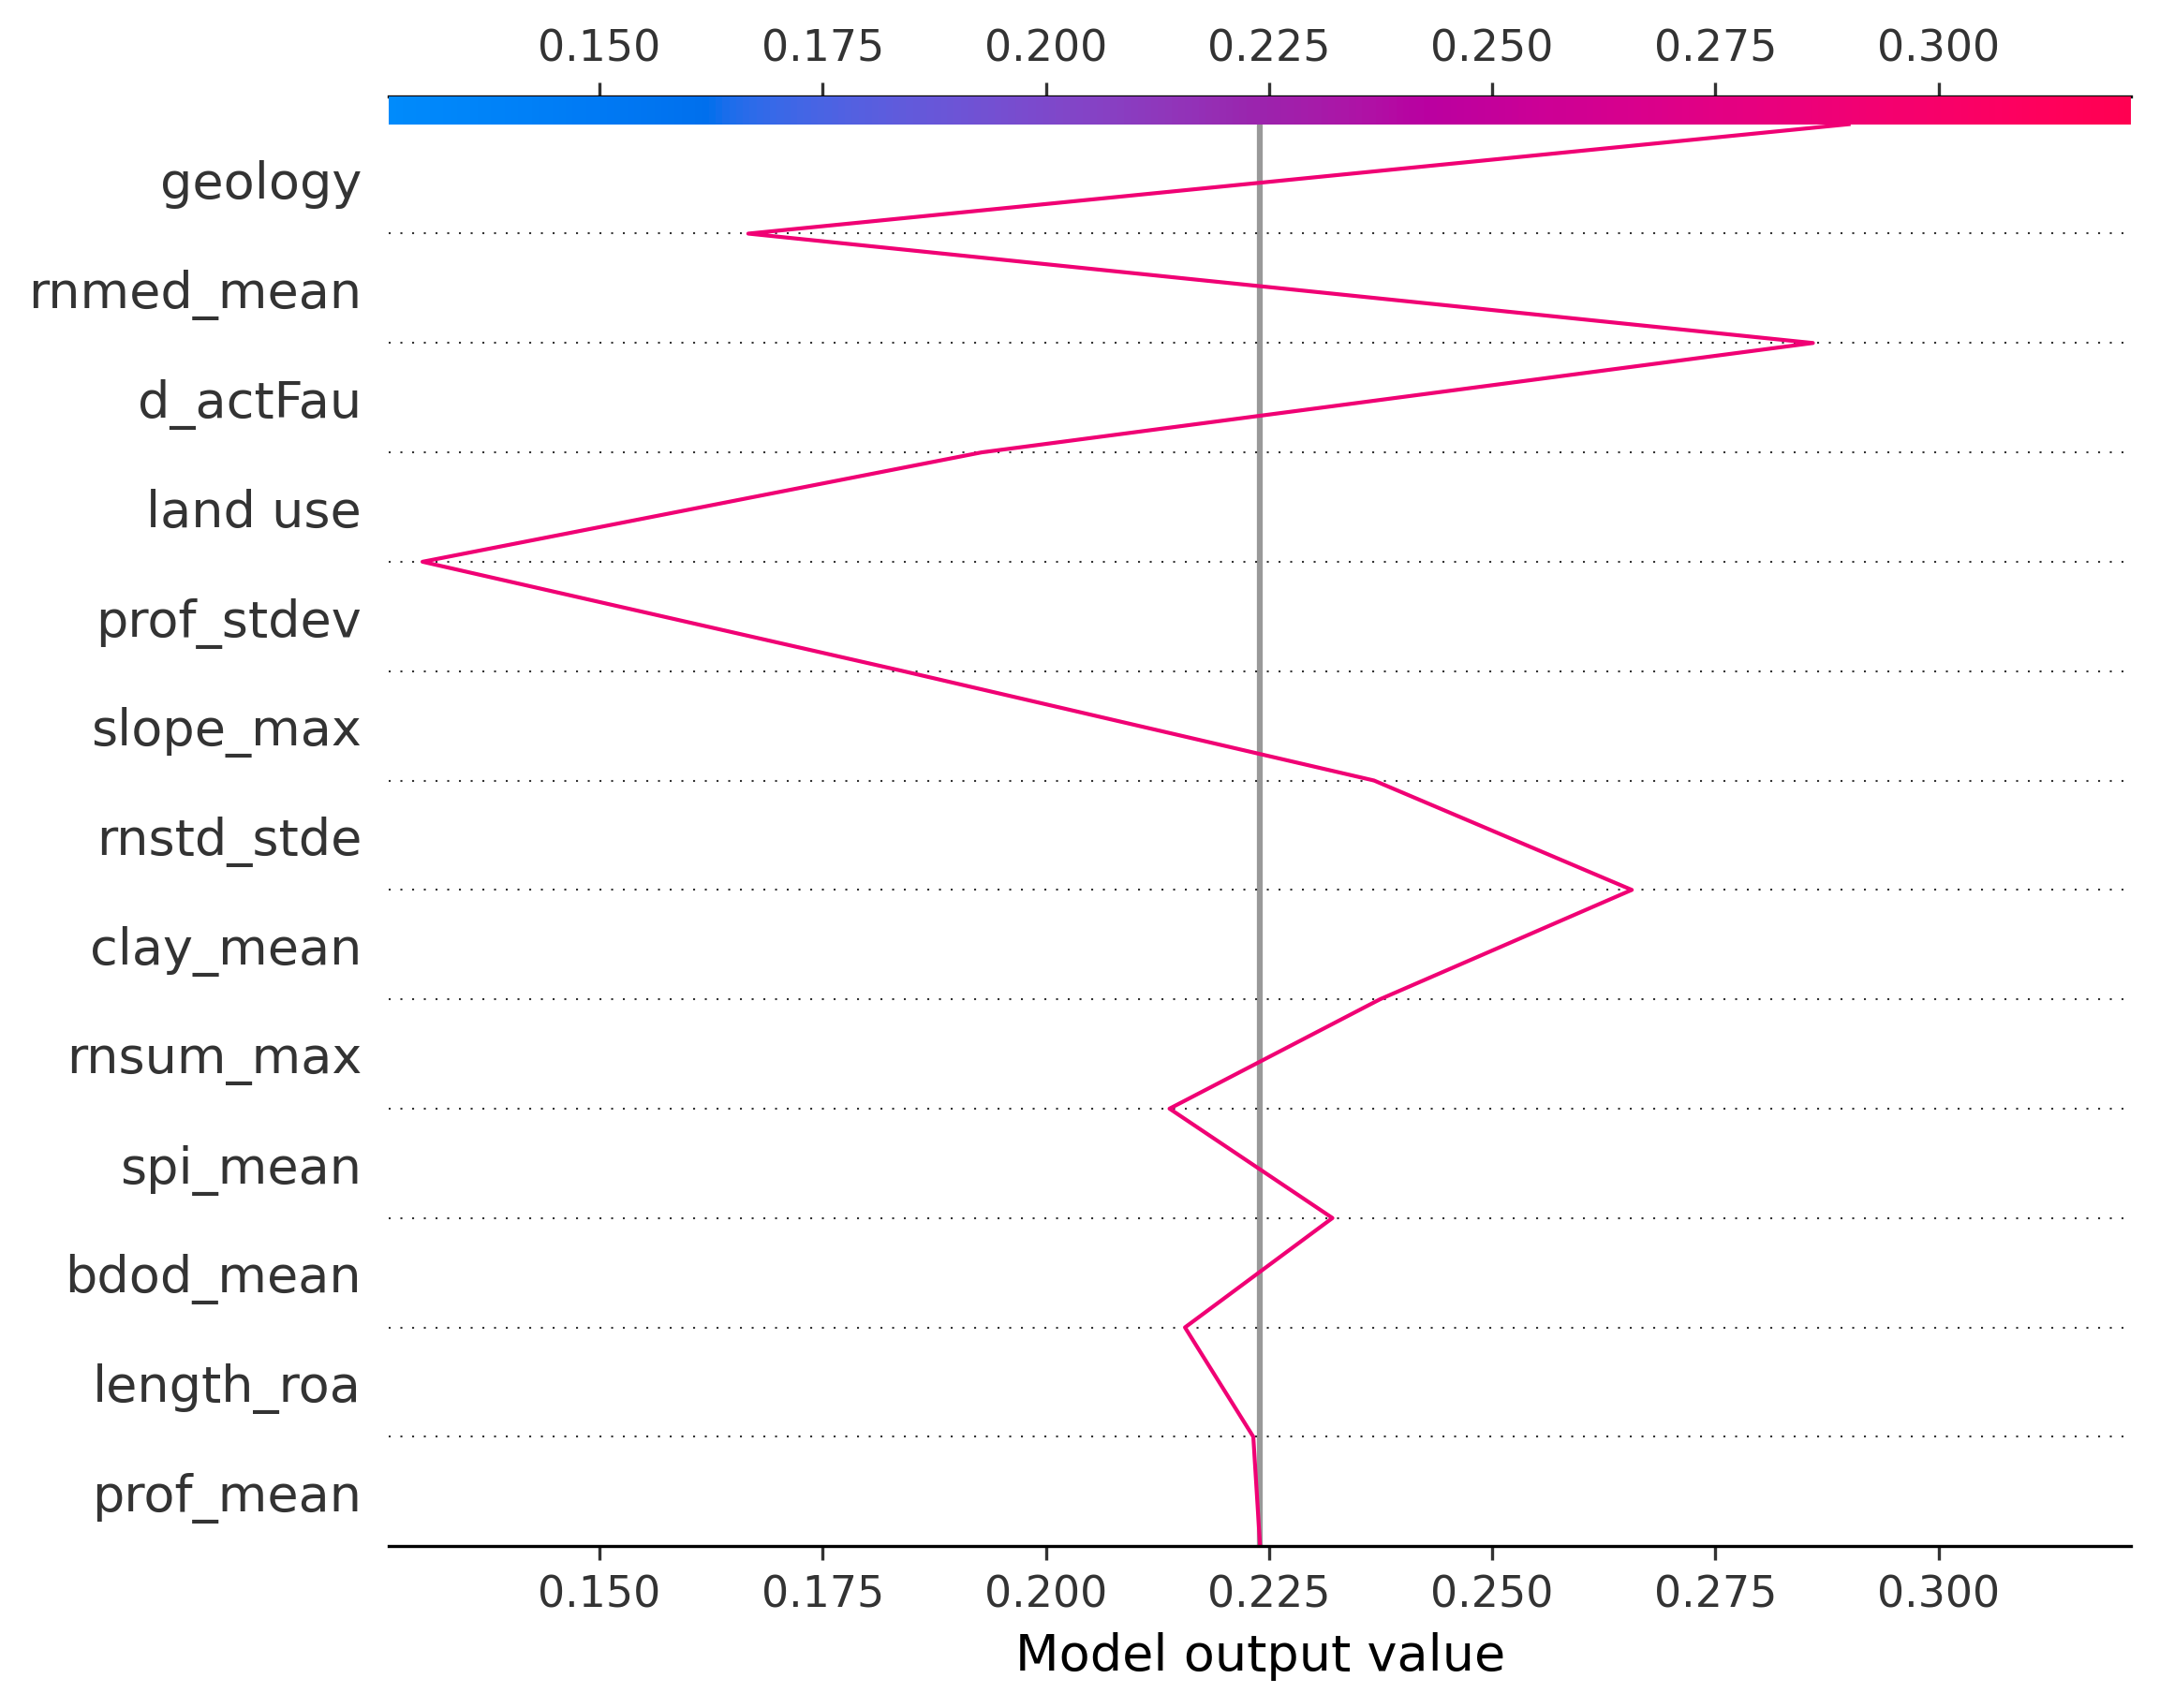 0.150 0.175 0.200 0.225 0.250 0.275 0.300
geology
rnmed_mean
d_actFau
land use
prof_stdev
slope_max
rnstd_stde
clay_mean
rnsum_max
spi_mean
bdod_mean
length_roa
prof_mean
0.150 0.175 0.200 0.225 0.250 0.275 0.300
Model output value